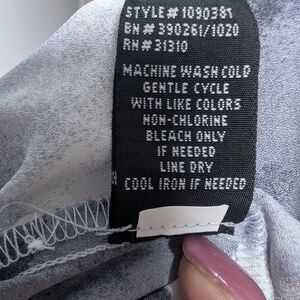 STYLE# 1090381
BN# 390261/1020
RN# 31310
MACHINE WASH COLD
GENTLE CYCLE
WITH LIKE COLORS
NON-CHLORINE
BLEACH ONLY
IF NEEDED
LINE DRY
COOL IRON IF NEEDED